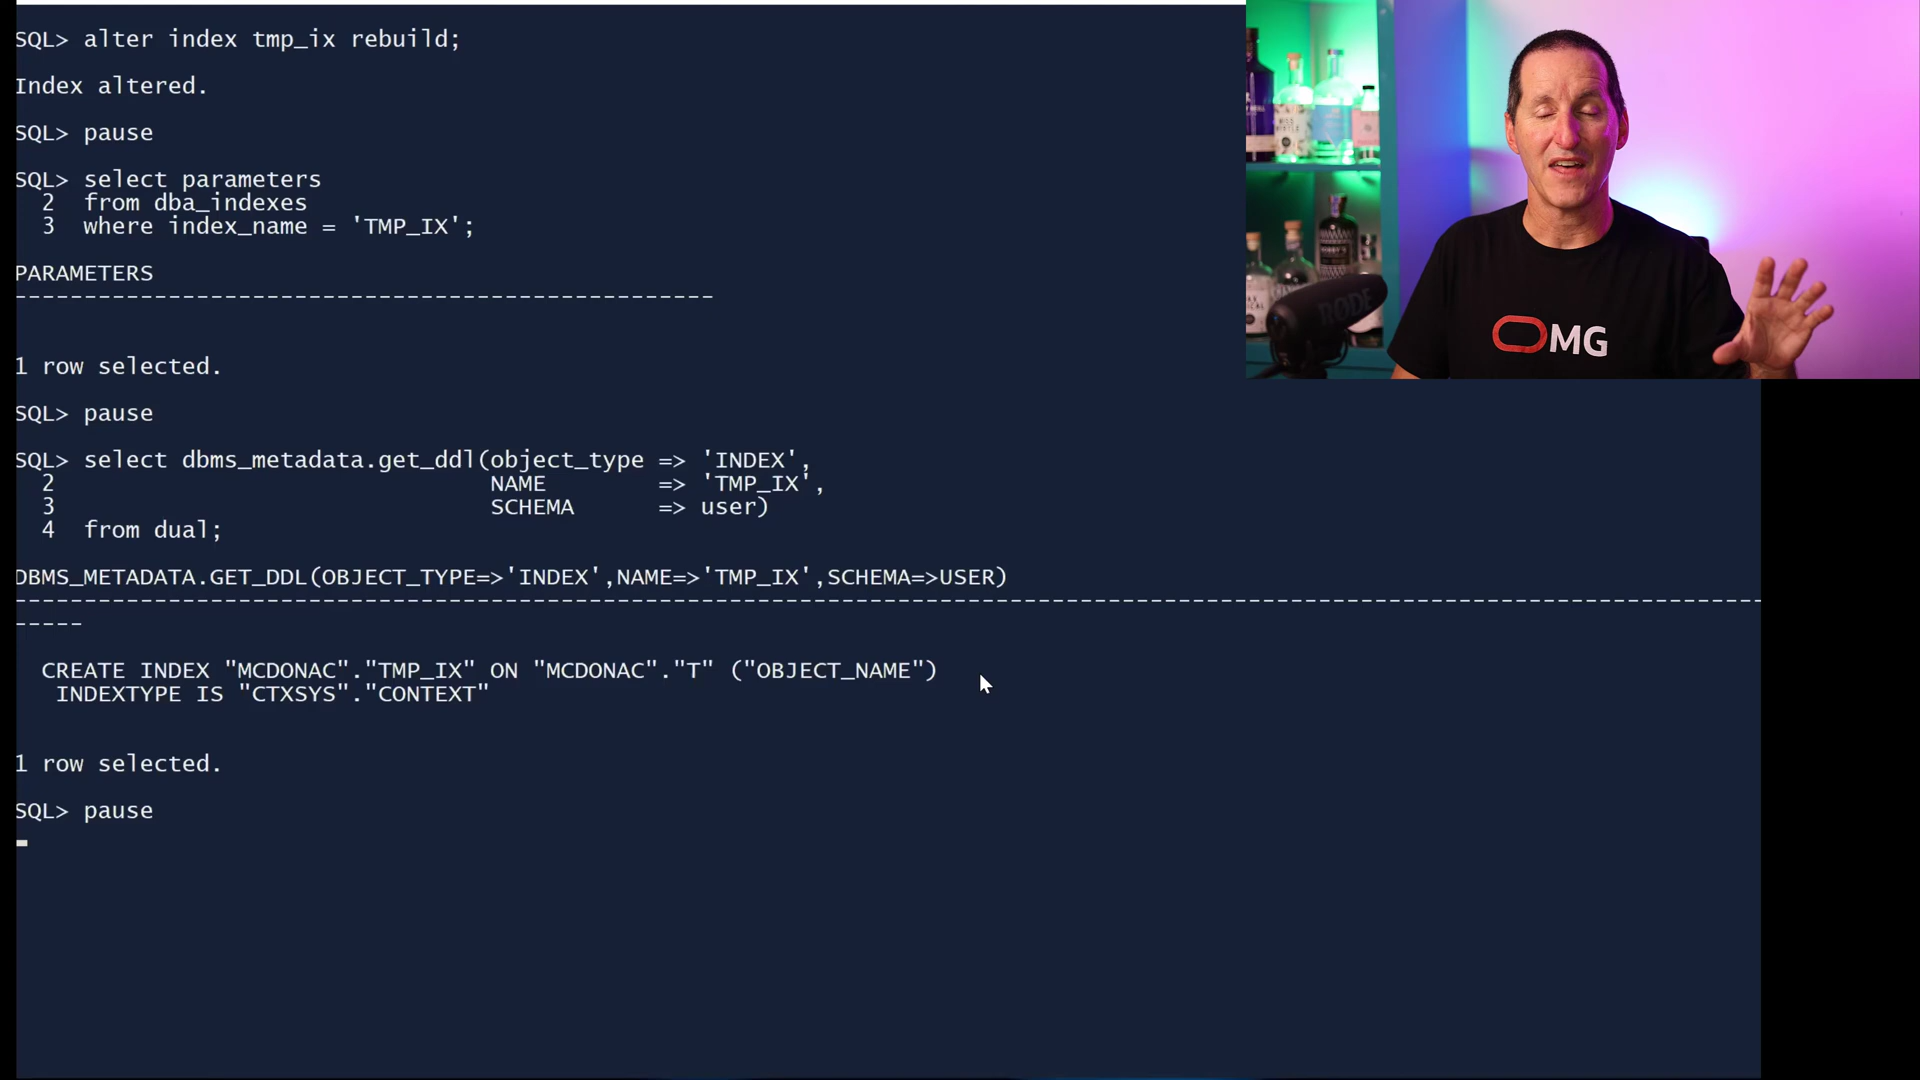 SQL> alter index tmp_ix rebuild;
Index altered.
SQL> pause
SQL> select parameters
2 from dba_indexes
3 where index_name = 'TMP_IX';
PARAMETERS
--------------------------------------------------
1 row selected.
SQL> pause
SQL> select dbms_metadata.get_ddl(object_type => 'INDEX',
2 NAME => 'TMP_IX',
3 SCHEMA => user)
4 from dual;
DBMS_METADATA.GET_DDL(OBJECT_TYPE=>'INDEX',NAME=>'TMP_IX',SCHEMA=>USER)
-----------------------------------------------------------------------------------------------------------------------------
-----
CREATE INDEX "MCDONAC"."TMP_IX" ON "MCDONAC"."T" ("OBJECT_NAME")
INDEXTYPE IS "CTXSYS"."CONTEXT"
1 row selected.
SQL> pause
RODE
OMG